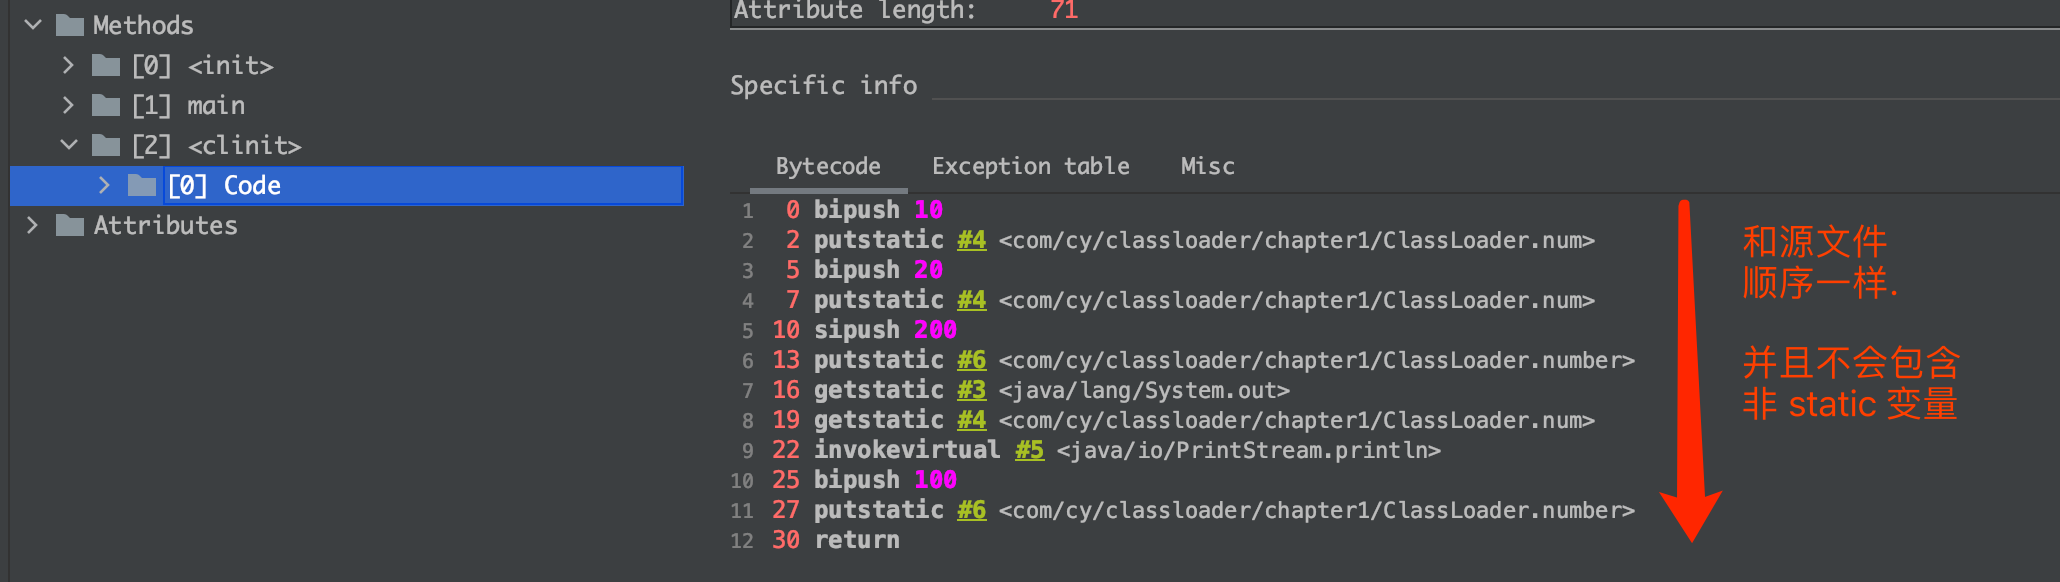 Methods
[0] <init>
[1] main
[2] <clinit>
[0] Code
Attributes
Attribute length: 71
Specific info
Bytecode Exception table Misc
1 0 bipush 10
2 2 putstatic #4 <com/cy/classloader/chapter1/ClassLoader.num>
3 5 bipush 20
4 7 putstatic #4 <com/cy/classloader/chapter1/ClassLoader.num>
5 10 sipush 200
6 13 putstatic #6 <com/cy/classloader/chapter1/ClassLoader.number>
7 16 getstatic #3 <java/lang/System.out>
8 19 getstatic #4 <com/cy/classloader/chapter1/ClassLoader.num>
9 22 invokevirtual #5 <java/io/PrintStream.println>
10 25 bipush 100
11 27 putstatic #6 <com/cy/classloader/chapter1/ClassLoader.number>
12 30 return
和源文件
顺序一样.
并且不会包含
非 static 变量